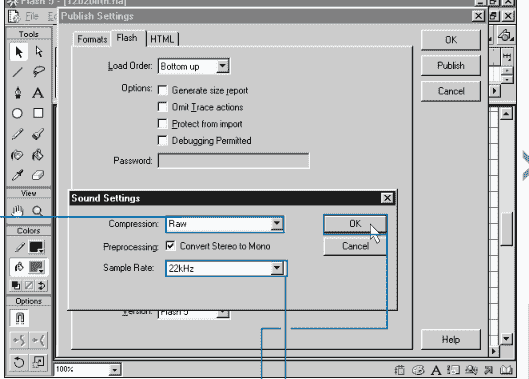 Flash 5 -
Publish Settings
File
Tools
Formats
Flash
HTML
OK
Load Order:
Bottom up
Publish
Options:
Generate size report
Cancel
Omit Trace actions
Protect from import
Debugging Permitted
Password:
View
Sound Settings
Compression:
Raw
OK
Colors
Preprocessing:
Convert Stereo to Mono
Cancel
Sample Rate:
22kHz
Options
Version:
Flash 5
Help
100%